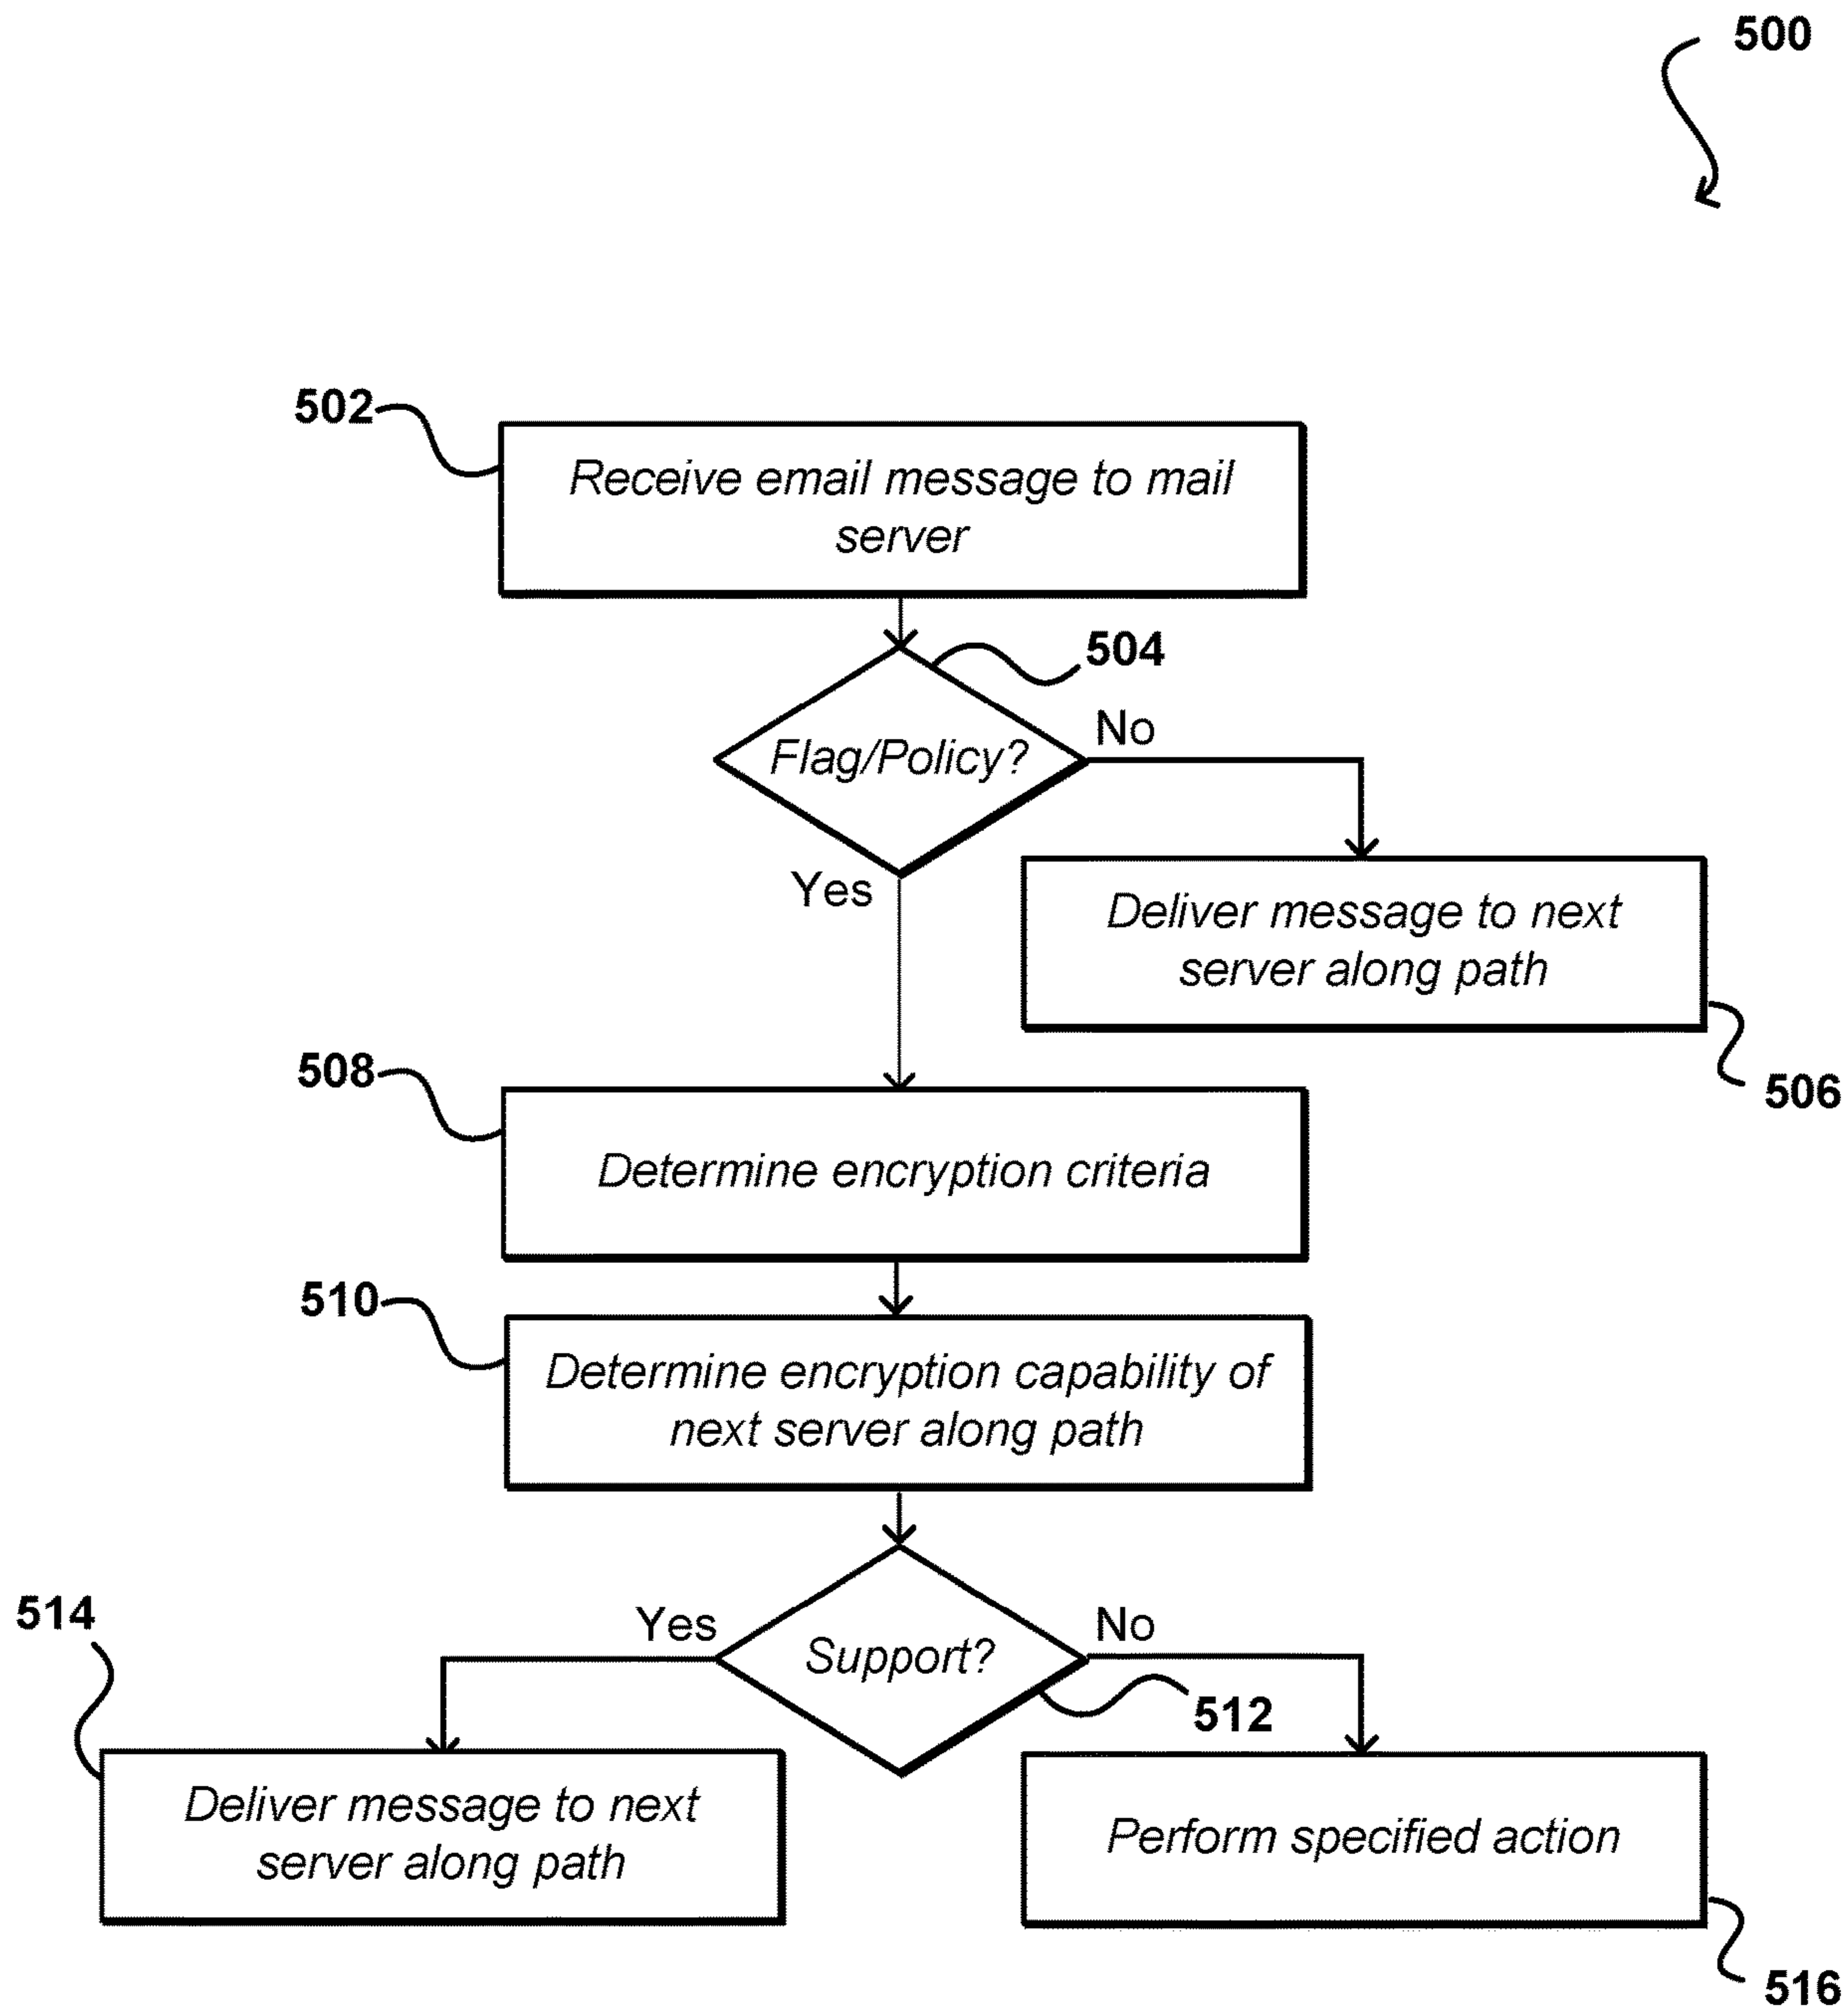 500
502
Receive email message to mail
server
504
Flag/Policy?
No
Yes
Deliver message to next
server along path
506
508
Determine encryption criteria
510
Determine encryption capability of
next server along path
514
Yes
Support?
No
512
Deliver message to next
server along path
Perform specified action
516